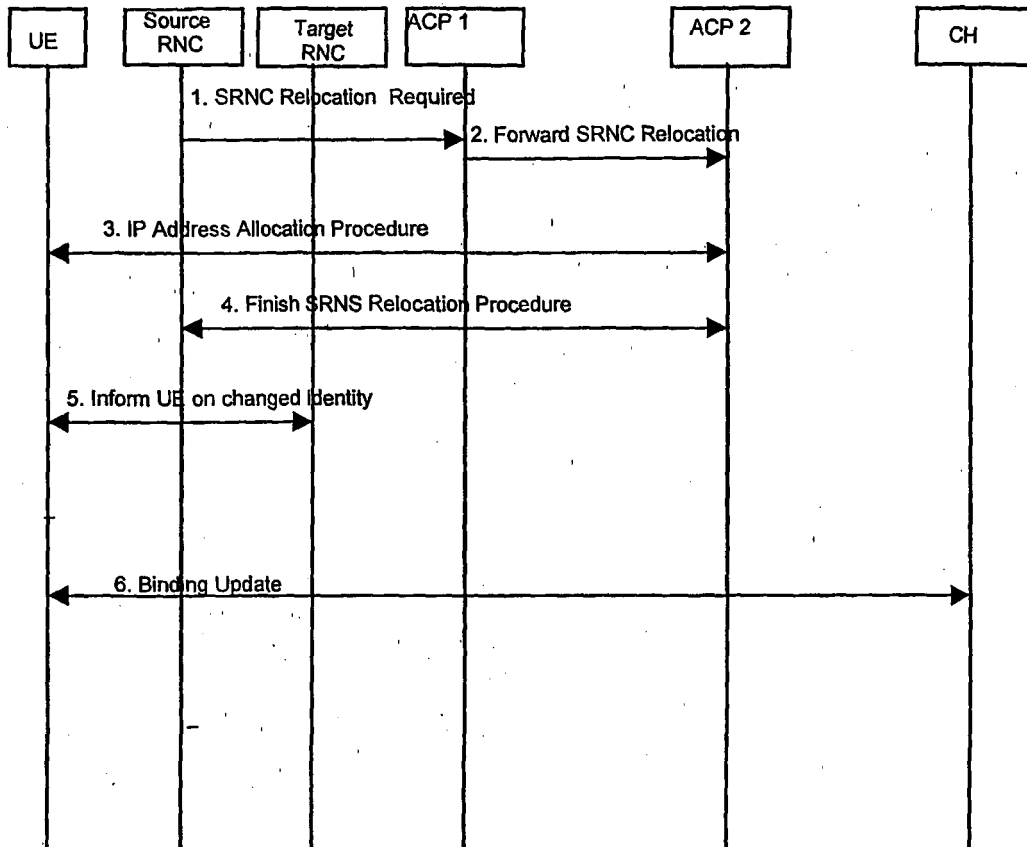 UE
Source
RNC
Target
RNC
ACP 1
ACP 2
CH
1. SRNC Relocation Required
2. Forward SRNC Relocation
3. IP Address Allocation Procedure
4. Finish SRNS Relocation Procedure
5. Inform UE on changed Identity
6. Binding Update